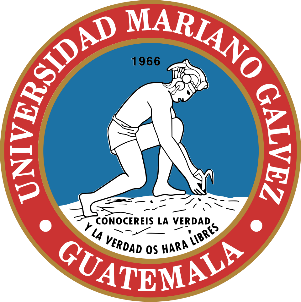 UNIVERSIDAD MARIANO GALVEZ
1966
CONOCEREIS LA VERDAD
Y LA VERDAD OS HARA LIBRES
GUATEMALA